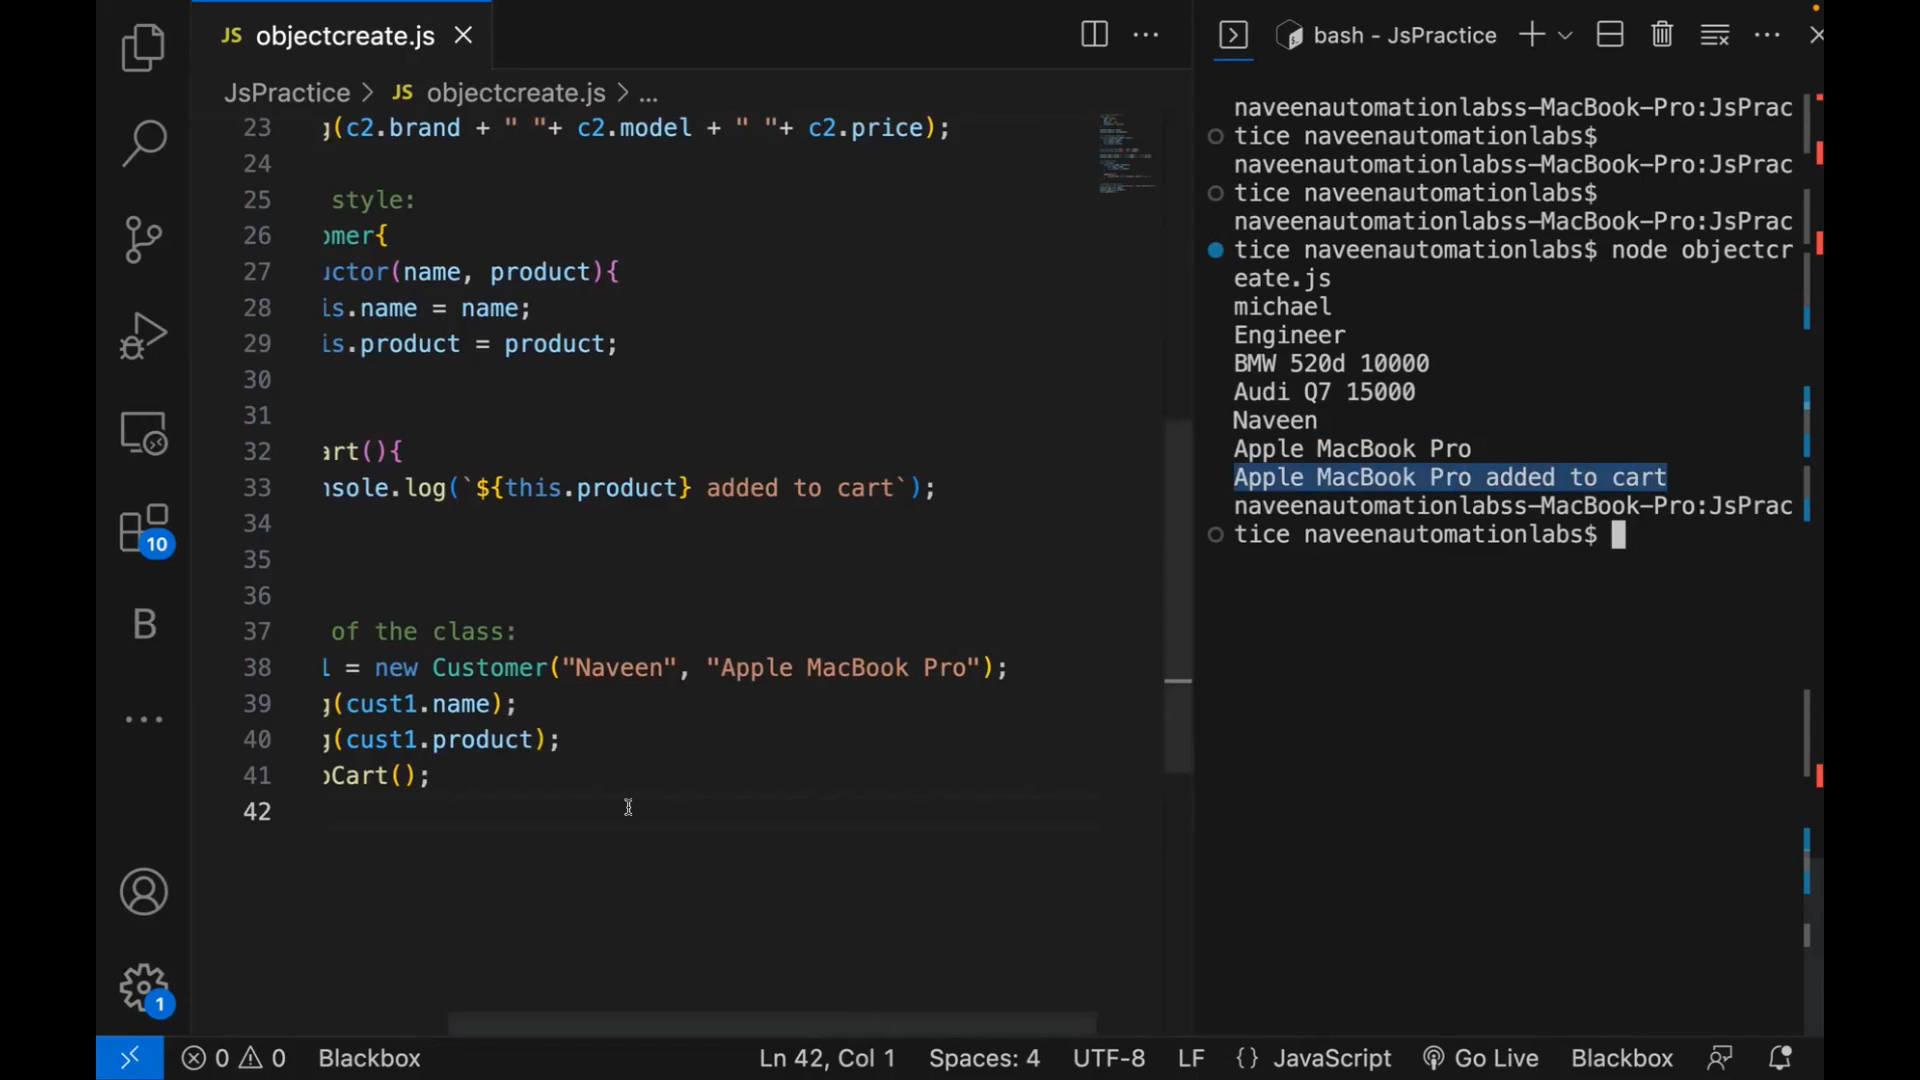 JS objectcreate.js
JsPractice > JS objectcreate.js > ...
23 g(c2.brand + " "+ c2.model + " "+ c2.price);
24
25 style:
26 omer{
27 uctor(name, product){
28 is.name = name;
29 is.product = product;
30
31
32 art(){
33 nsole.log(`${this.product} added to cart`);
34
35
36
37 of the class:
38 1 = new Customer("Naveen", "Apple MacBook Pro");
39 g(cust1.name);
40 g(cust1.product);
41 oCart();
42
10
B
1
bash - JsPractice
naveenautomationlabss-MacBook-Pro:JsPrac
tice naveenautomationlabs$
naveenautomationlabss-MacBook-Pro:JsPrac
tice naveenautomationlabs$
naveenautomationlabss-MacBook-Pro:JsPrac
tice naveenautomationlabs$ node objectcr
eate.js
michael
Engineer
BMW 520d 10000
Audi Q7 15000
Naveen
Apple MacBook Pro
Apple MacBook Pro added to cart
naveenautomationlabss-MacBook-Pro:JsPrac
tice naveenautomationlabs$
0 0 Blackbox Ln 42, Col 1 Spaces: 4 UTF-8 LF {} JavaScript Go Live Blackbox